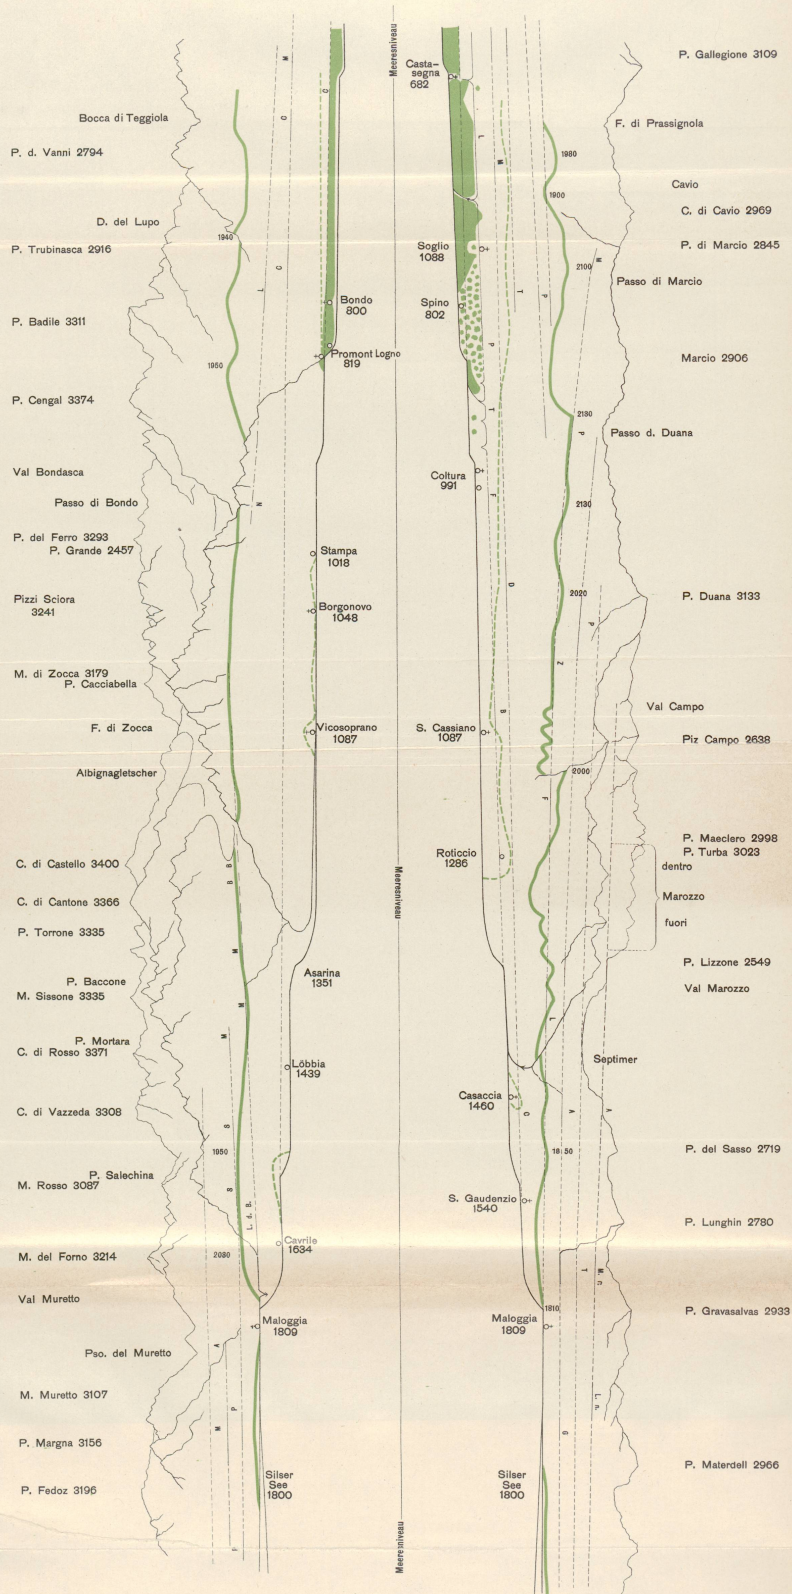 Bocca di Teggiola
P. d. Vanni 2794
D. del Lupo
P. Trubinasca 2916
P. Badile 3311
P. Cengal 3374
Val Bondasca
Passo di Bondo
P. del Ferro 3293
P. Grande 2457
Pizzi Sciora
3241
M. di Zocca 3179
P. Cacciabella
F. di Zocca
Albignagletscher
C. di Castello 3400
C. di Cantone 3366
P. Torrone 3335
P. Baccone
M. Sissone 3335
P. Mortara
C. di Rosso 3371
C. di Vazzeda 3308
P. Salechina
M. Rosso 3087
M. del Forno 3214
Val Muretto
Pso. del Muretto
M. Muretto 3107
P. Margna 3156
P. Fedoz 3196
1940
1950
1950
2080
M
C
C
T
C
N
B
B
M
M
M
S
S
L. d. B.
A
P
M
Bondo
800
Promont Logno
819
Stampa
1018
Borgonovo
1048
Vicosoprano
1087
Asarina
1351
Löbbia
1439
Cavrile
1634
Maloggia
1809
Silser
See
1800
Meeresniveau
Meeresniveau
Meeresniveau
Casta-
segna
682
Soglio
1088
Spino
802
Coltura
991
S. Cassiano
1087
Roticcio
1286
Casaccia
1460
S. Gaudenzio
1540
Maloggia
1809
Silser
See
1800
L
M
T
P
P
T
F
D
B
M
P
P
Z
F
L
A
A
T
M. n.
L. n.
G
1980
1900
2100
2180
2130
2020
2000
1850
1810
P. Gallegione 3109
F. di Prassignola
Cavio
C. di Cavio 2969
P. di Marcio 2845
Passo di Marcio
Marcio 2906
Passo d. Duana
P. Duana 3133
Val Campo
Piz Campo 2638
P. Maeclero 2998
P. Turba 3023
dentro
Marozzo
fuori
P. Lizzone 2549
Val Marozzo
Septimer
P. del Sasso 2719
P. Lunghin 2780
P. Gravasalvas 2933
P. Materdell 2966